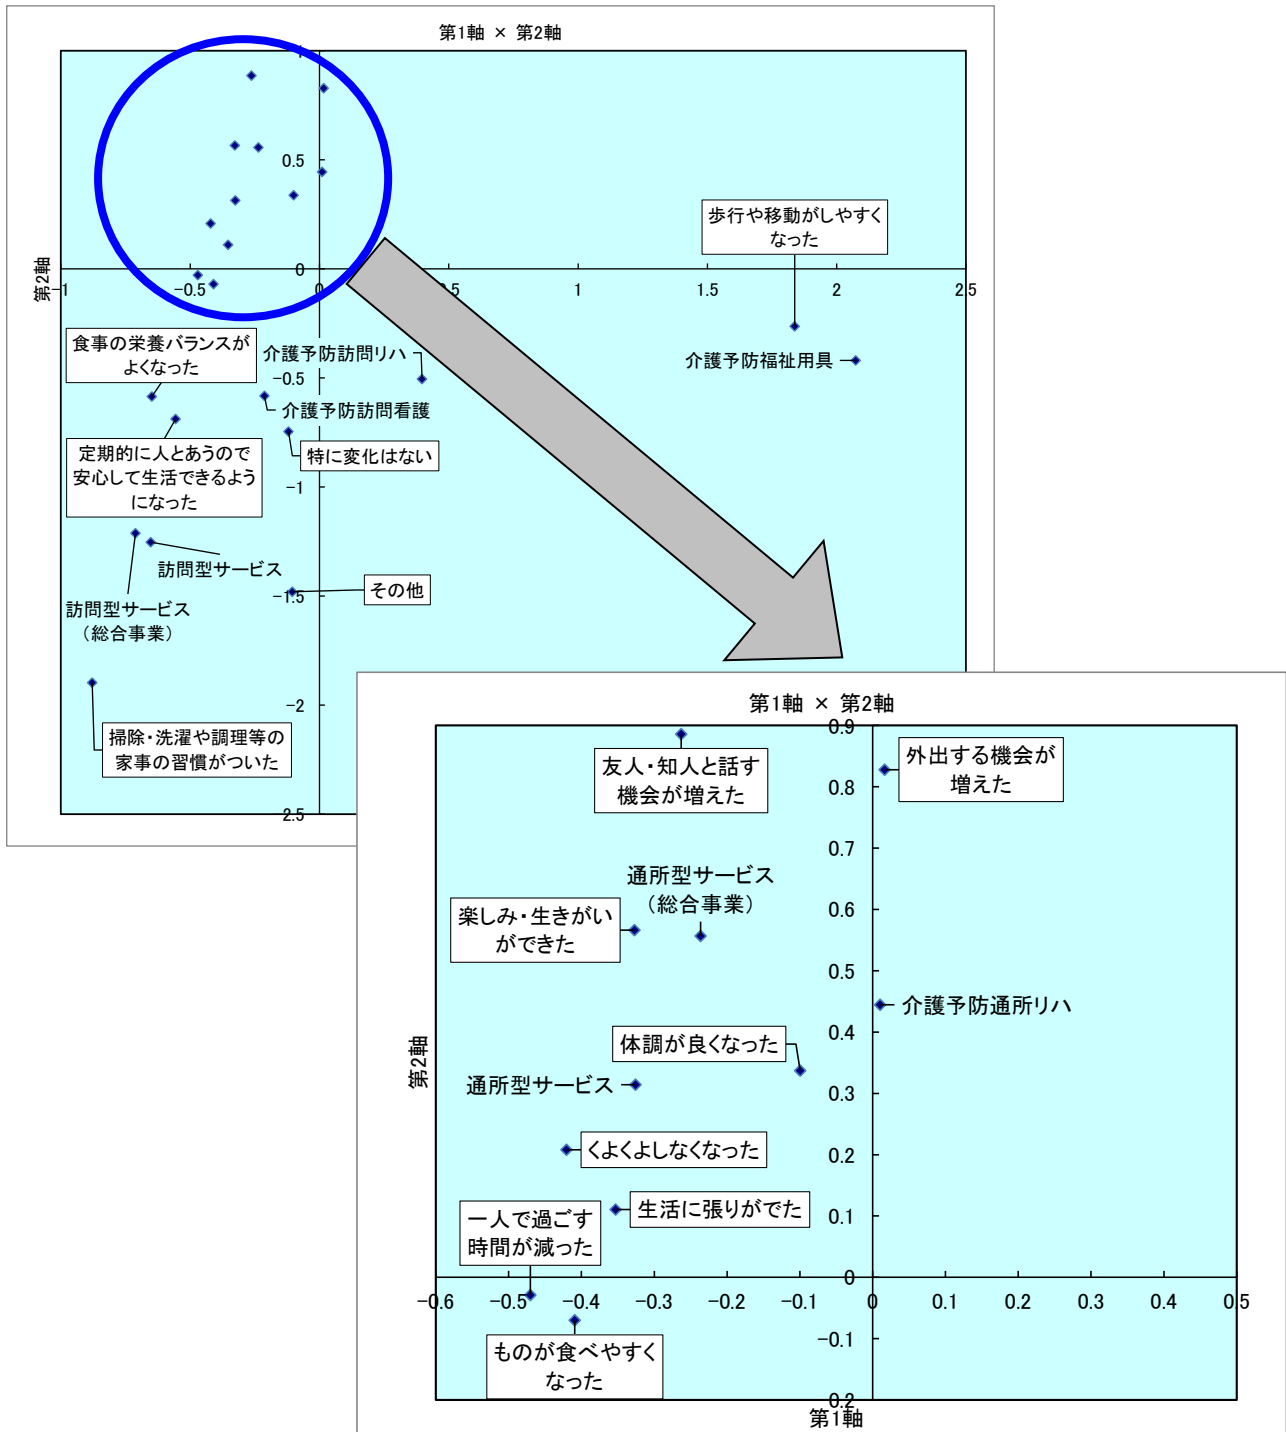 第1軸 × 第2軸
0.5
歩行や移動がしやすく
なった
0
第2軸
-1
-0.5
0
0.5
1
1.5
2
2.5
食事の栄養バランスが
よくなった
介護予防訪問リハ
介護予防福祉用具
-0.5
介護予防訪問看護
定期的に人とあうので
安心して生活できるよう
になった
特に変化はない
-1
訪問型サービス
その他
-1.5
訪問型サービス
(総合事業)
-2
掃除・洗濯や調理等の
家事の習慣がついた
2.5
第1軸 × 第2軸
0.9
友人・知人と話す
機会が増えた
外出する機会が
増えた
0.8
0.7
通所型サービス
(総合事業)
0.6
楽しみ・生きがい
ができた
0.5
介護予防通所リハ
0.4
体調が良くなった
第2軸
通所型サービス
0.3
くよくよしなくなった
0.2
生活に張りがでた
0.1
一人で過ごす
時間が減った
0
-0.6
-0.5
-0.4
-0.3
-0.2
-0.1
0
0.1
0.2
0.3
0.4
0.5
-0.1
ものが食べやすく
なった
0.2
第1軸